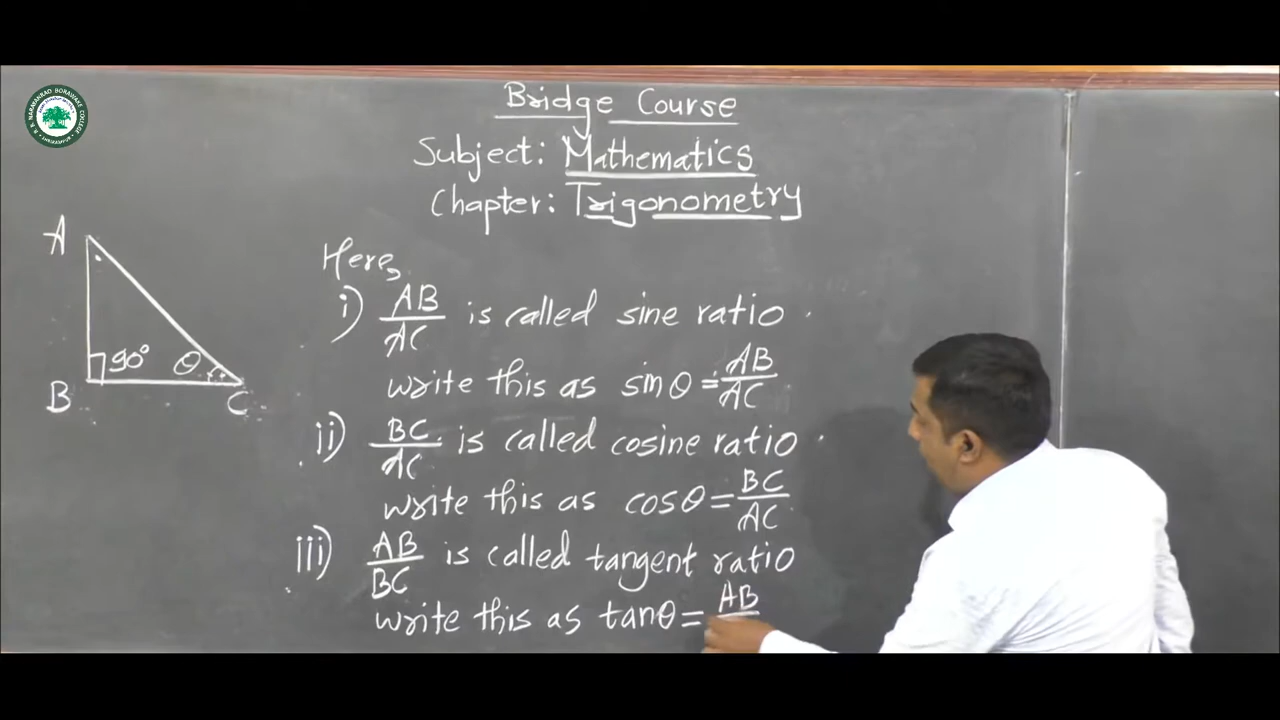 Bridge Course
Subject: Mathematics
Chapter: Trigonometry
A
90° θ
B C
Here,
i) AB/AC is called sine ratio.
write this as sinθ = AB/AC
ii) BC/AC is called cosine ratio.
write this as cosθ = BC/AC
iii) AB/BC is called tangent ratio
write this as tanθ = AB